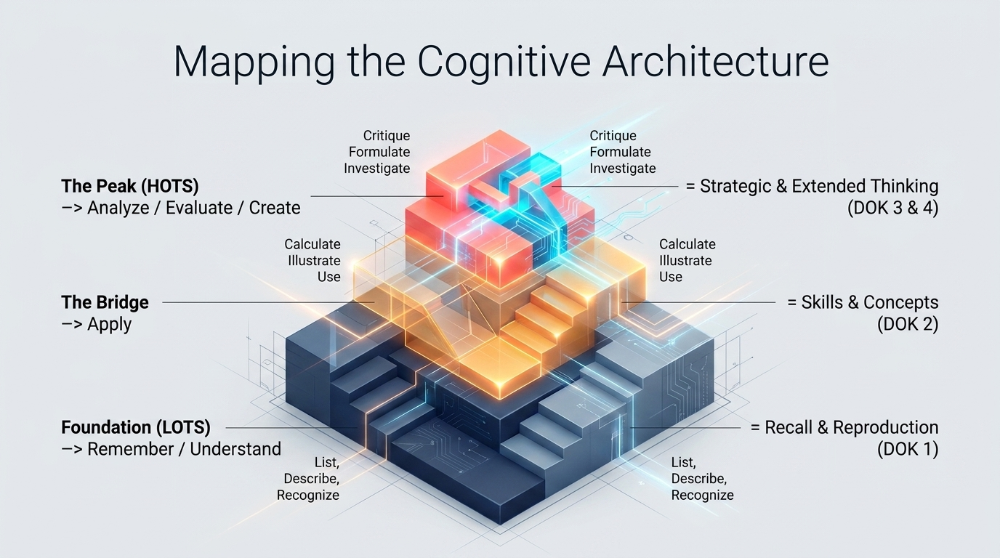 Mapping the Cognitive Architecture
Critique
Formulate
Investigate
Critique
Formulate
Investigate
The Peak (HOTS)
—> Analyze / Evaluate / Create
= Strategic & Extended Thinking
(DOK 3 & 4)
Calculate
Illustrate
Use
Calculate
Illustrate
Use
The Bridge
—> Apply
= Skills & Concepts
(DOK 2)
Foundation (LOTS)
—> Remember / Understand
= Recall & Reproduction
(DOK 1)
List,
Describe,
Recognize
List,
Describe,
Recognize